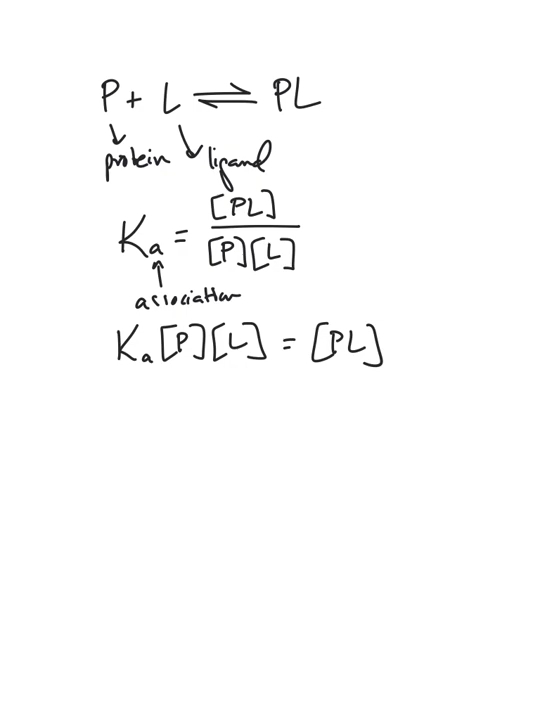 P + L ⇌ PL
protein ligand
Ka = [PL] / [P][L]
association
Ka[P][L] = [PL]